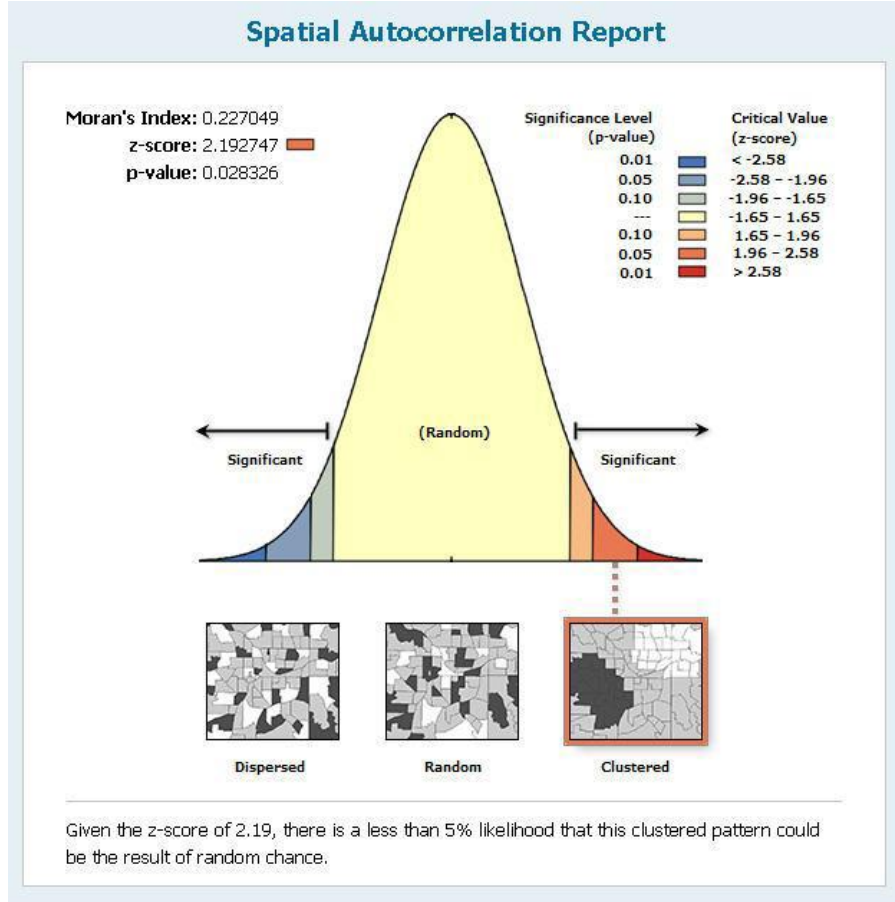 Spatial Autocorrelation Report
Moran's Index: 0.227049
z-score: 2.192747
p-value: 0.028326
Significance Level
(p-value)
Critical Value
(z-score)
0.01 < -2.58
0.05 -2.58 – -1.96
0.10 -1.96 – -1.65
--- -1.65 – 1.65
0.10 1.65 – 1.96
0.05 1.96 – 2.58
0.01 > 2.58
(Random)
Significant
Significant
Dispersed
Random
Clustered
Given the z-score of 2.19, there is a less than 5% likelihood that this clustered pattern could
be the result of random chance.